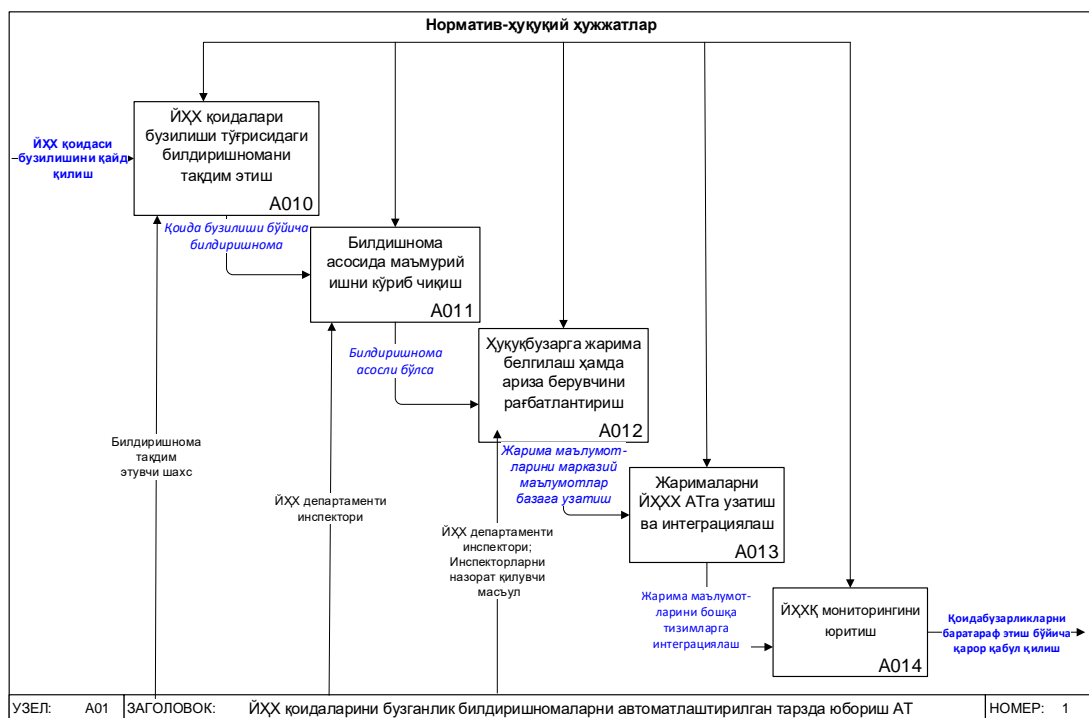 Норматив-ҳуқуқий ҳужжатлар
ЙҲХ қоидаси
бузилишини қайд
қилиш
ЙҲХ қоидалари
бузилиши тўғрисидаги
билдиришномани
тақдим этиш
A010
Қоида бузилиши бўйича
билдиришнома
Билдишнома
асосида маъмурий
ишни кўриб чиқиш
A011
Билдиришнома
асосли бўлса
Ҳуқуқбузарга жарима
белгилаш ҳамда
ариза берувчини
рағбатлантириш
A012
Жарима маълумот-
ларини марказий
маълумотлар
базага узатиш
Билдиришнома
тақдим
этувчи шахс
ЙҲХ департаменти
инспектори
ЙҲХ департаменти
инспектори;
Инспекторларни
назорат қилувчи
масъул
Жарималарни
ЙҲХХ АТга узатиш
ва интеграциялаш
A013
Жарима маълумот-
ларини бошқа
тизимларга
интеграциялаш
ЙҲХҚ мониторингини
юритиш
A014
Қоидабузарликларни
баратараф этиш бўйича
қарор қабул қилиш
УЗЕЛ: A01 ЗАГОЛОВОК: ЙҲХ қоидаларини бузганлик билдиришномаларни автоматлаштирилган тарзда юбориш АТ НОМЕР: 1